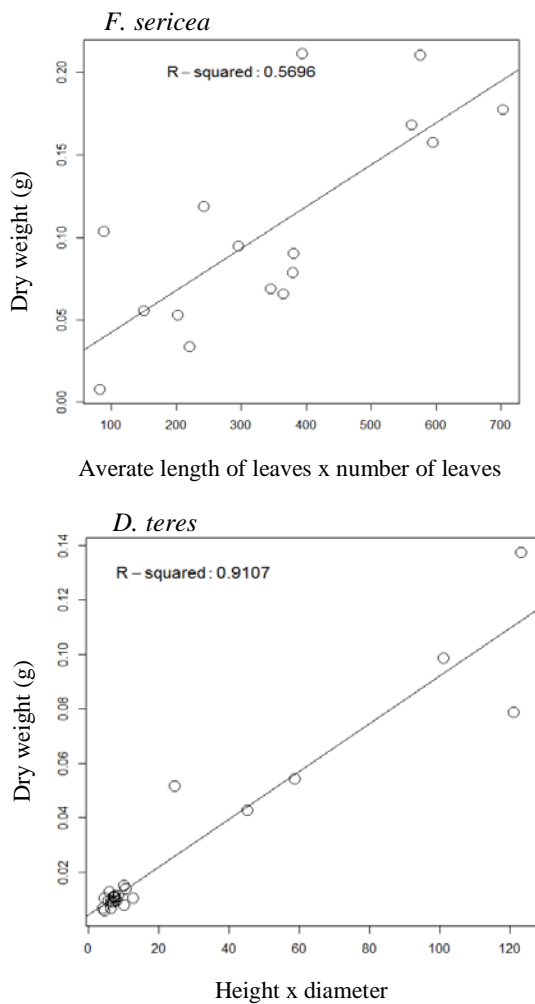 F. sericea
R – squared : 0.5696
Dry weight (g)
0.20
0.15
0.10
0.05
0.00
100 200 300 400 500 600 700
Averate length of leaves x number of leaves
D. teres
R – squared : 0.9107
Dry weight (g)
0.14
0.12
0.10
0.08
0.06
0.04
0.02
0 20 40 60 80 100 120
Height x diameter